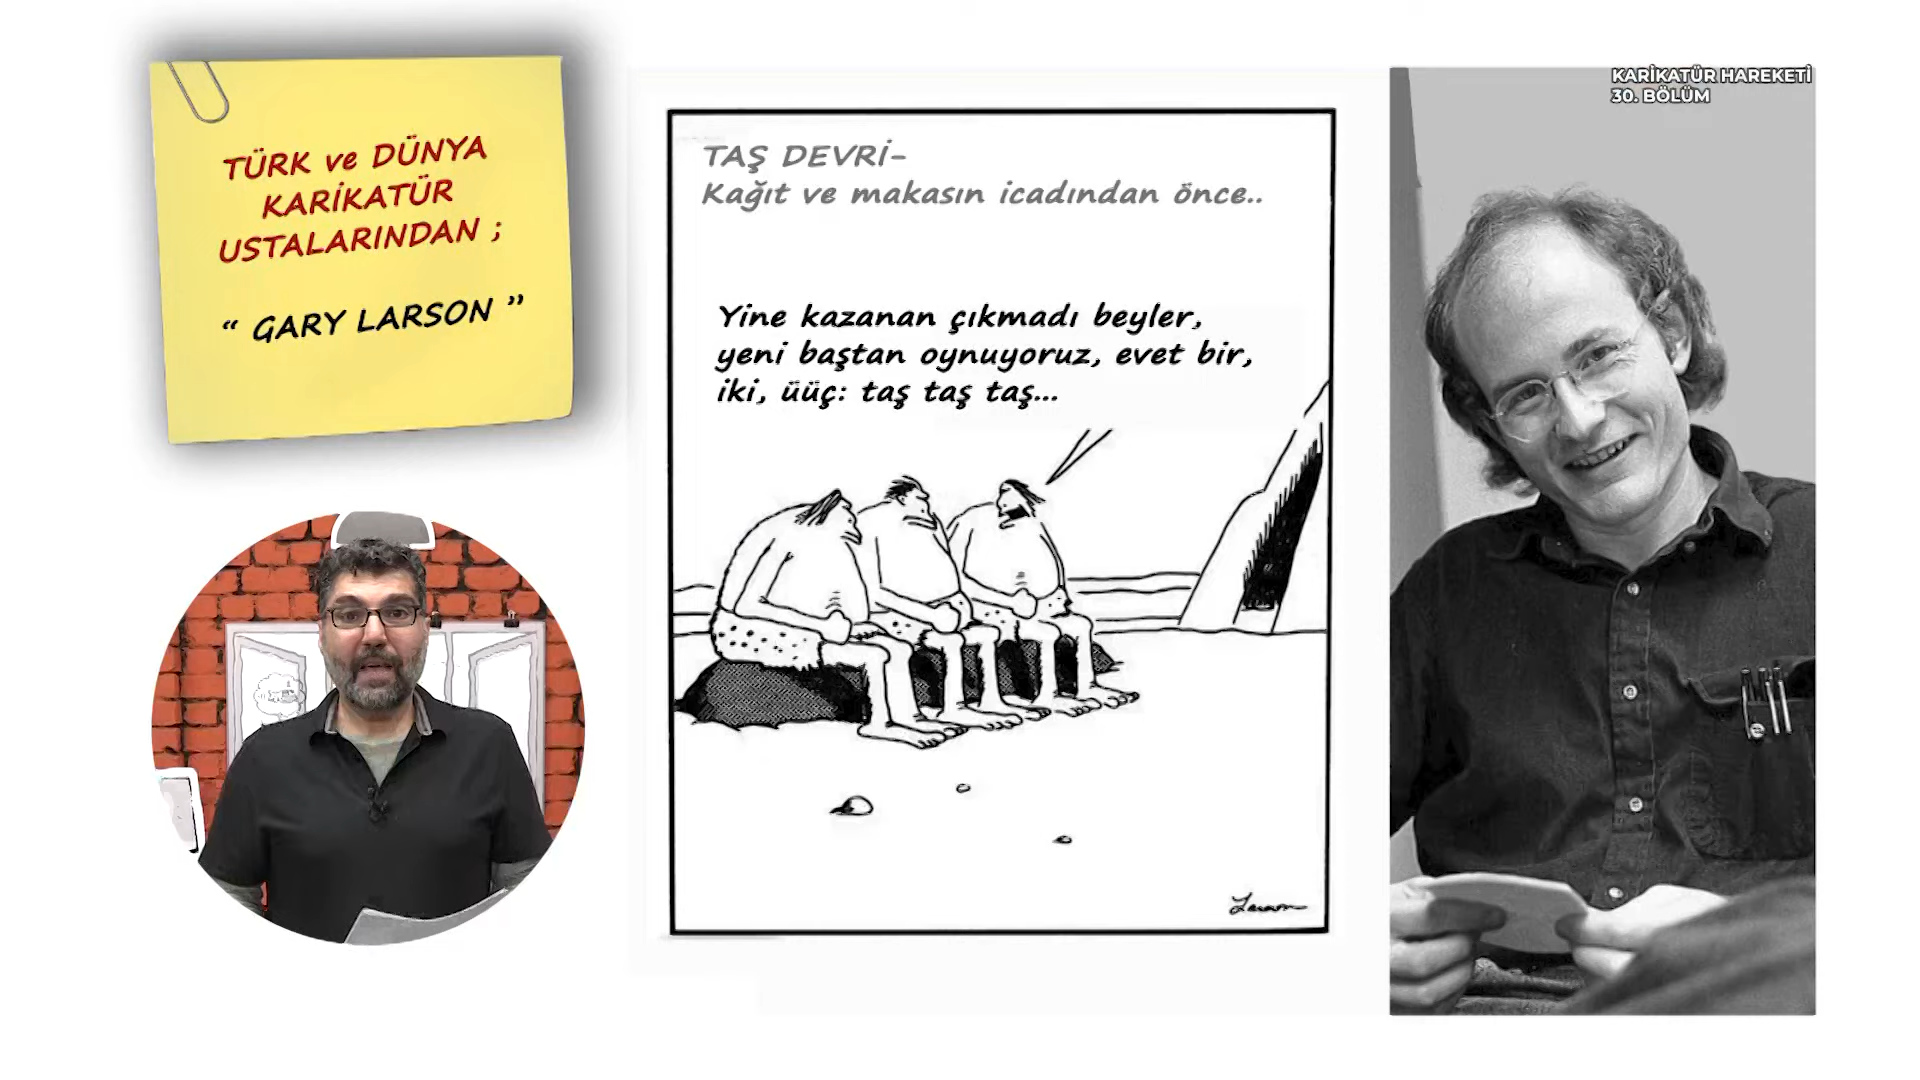 KARİKATÜR HAREKETİ
30. BÖLÜM
TÜRK ve DÜNYA
KARİKATÜR
USTALARINDAN ;
“ GARY LARSON ”
TAŞ DEVRİ-
Kağıt ve makasın icadından önce..
Yine kazanan çıkmadı beyler,
yeni baştan oynuyoruz, evet bir,
iki, üüç: taş taş taş...
Larson